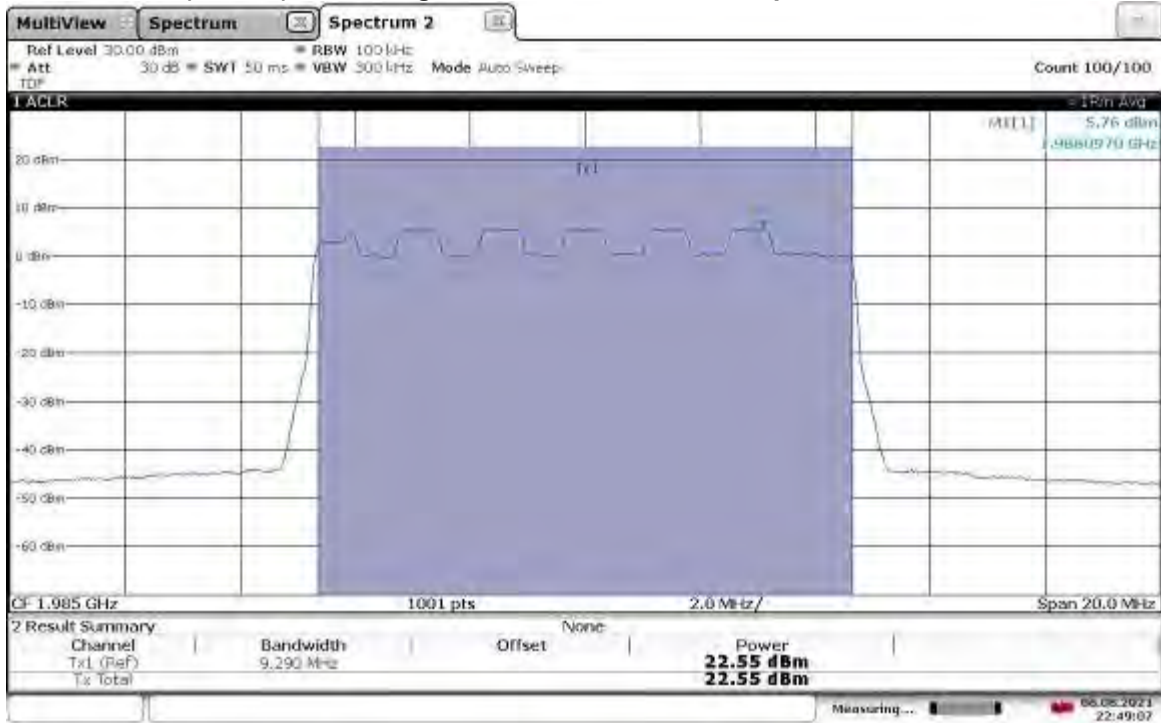 MultiView Spectrum Spectrum 2
Ref Level 30.00 dBm RBW 100 kHz
Att 30 dB SWT 50 ms VBW 300 kHz Mode Auto Sweep Count 100/100
TDF
1 ACLR 1Rm Avg
M1[1] 5.76 dBm
1.9880970 GHz
20 dBm
Tx1
10 dBm
0 dBm
-10 dBm
-20 dBm
-30 dBm
-40 dBm
-50 dBm
-60 dBm
CF 1.985 GHz 1001 pts 2.0 MHz/ Span 20.0 MHz
2 Result Summary None
Channel Bandwidth Offset Power
Tx1 (Ref) 9.290 MHz 22.55 dBm
Tx Total 22.55 dBm
Measuring... 06.06.2021
22:49:07